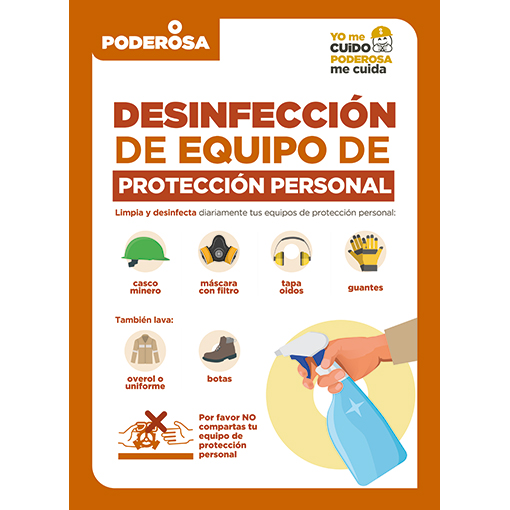 PODEROSA
YO me
CUIDO
PODEROSA
me cuida
DESINFECCIÓN
DE EQUIPO DE
PROTECCIÓN PERSONAL
Limpia y desinfecta diariamente tus equipos de protección personal:
casco
minero
máscara
con filtro
tapa
oidos
guantes
También lava:
overol o
uniforme
botas
Por favor NO
compartas tu
equipo de
protección
personal